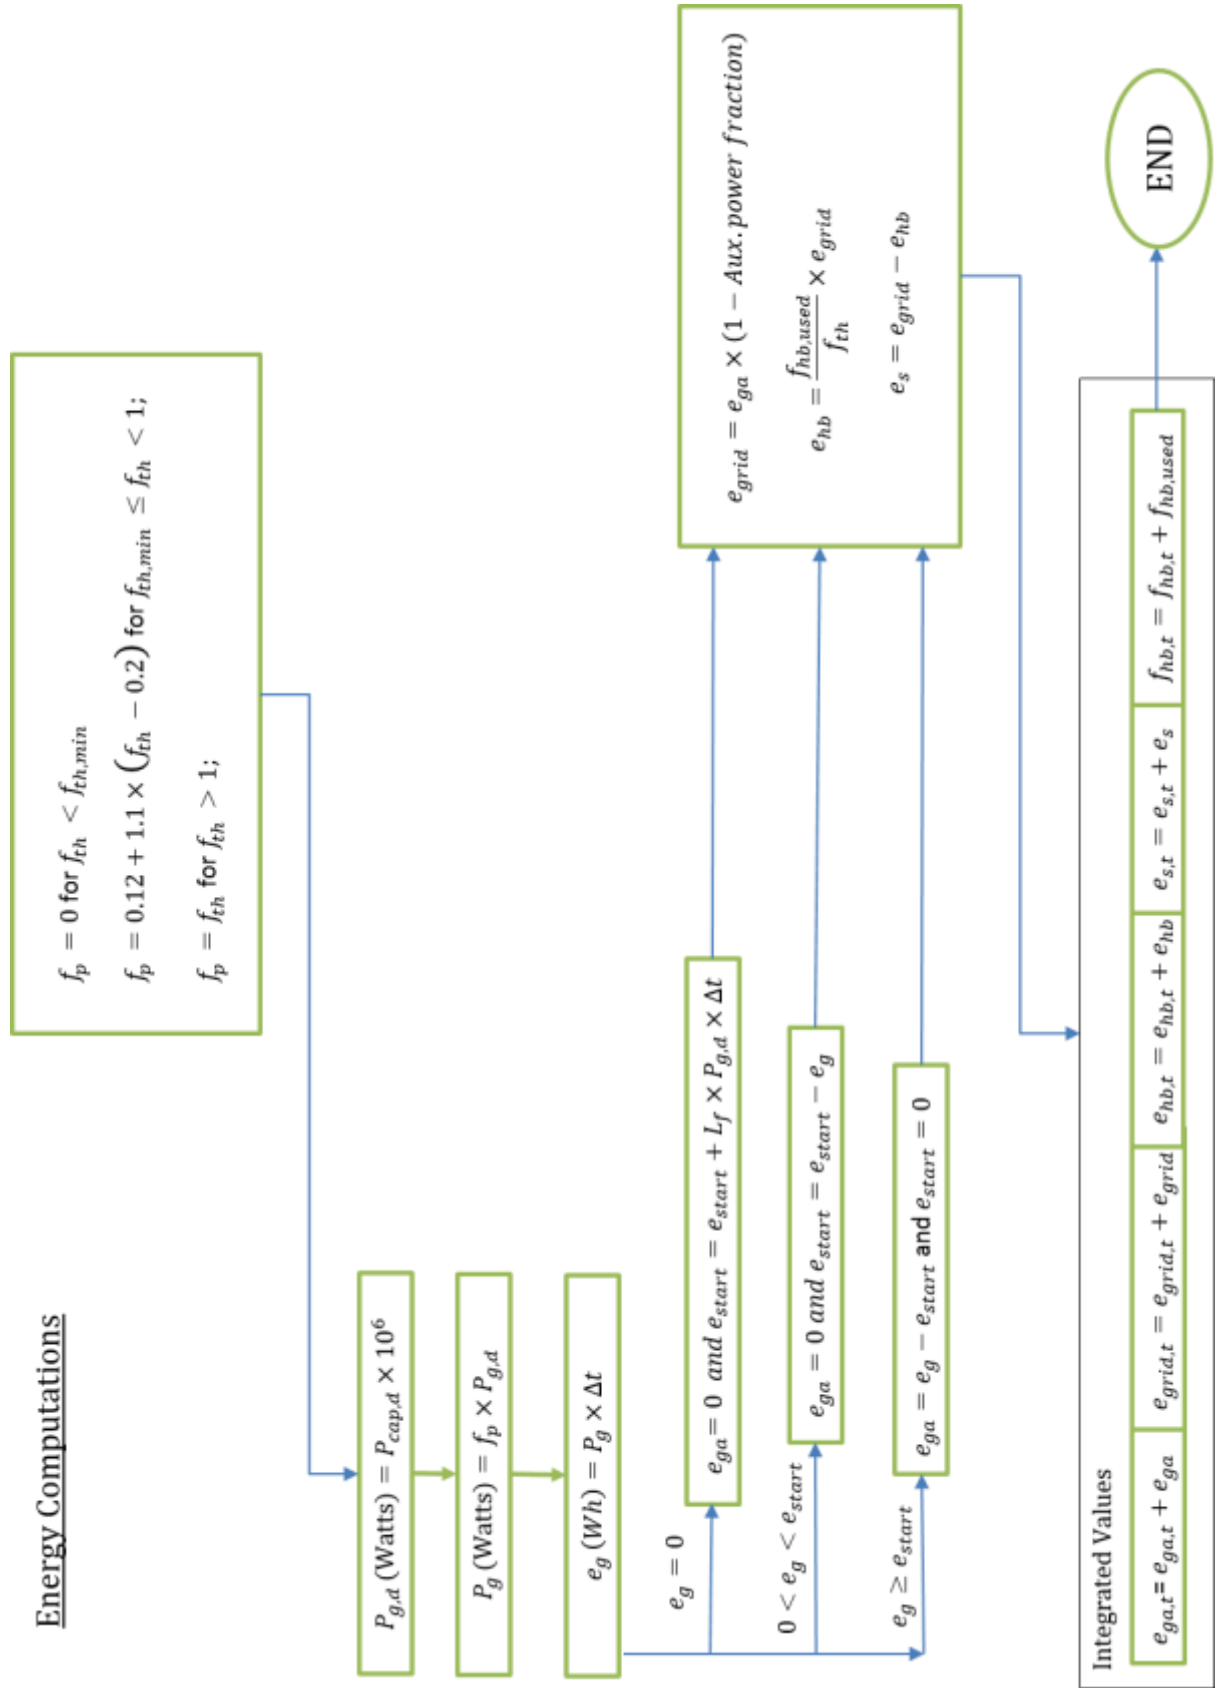 Energy Computations
f_p = 0 for f_th < f_th,min
f_p = 0.12 + 1.1 × (f_th − 0.2) for f_th,min ≤ f_th < 1;
f_p = f_th for f_th > 1;
P_g,d (Watts) = P_cap,d × 10^6
P_g (Watts) = f_p × P_g,d
e_g (Wh) = P_g × Δt
e_g = 0
e_ga = 0 and e_start = e_start + L_f × P_g,d × Δt
0 < e_g < e_start
e_ga = 0 and e_start = e_start − e_g
e_g ≥ e_start
e_ga = e_g − e_start and e_start = 0
e_grid = e_ga × (1 − Aux. power fraction)
e_hb = f_hb,used / f_th × e_grid
e_s = e_grid − e_hb
Integrated Values
e_ga,t = e_ga,t + e_ga
e_grid,t = e_grid,t + e_grid
e_hb,t = e_hb,t + e_hb
e_s,t = e_s,t + e_s
f_hb,t = f_hb,t + f_hb,used
END